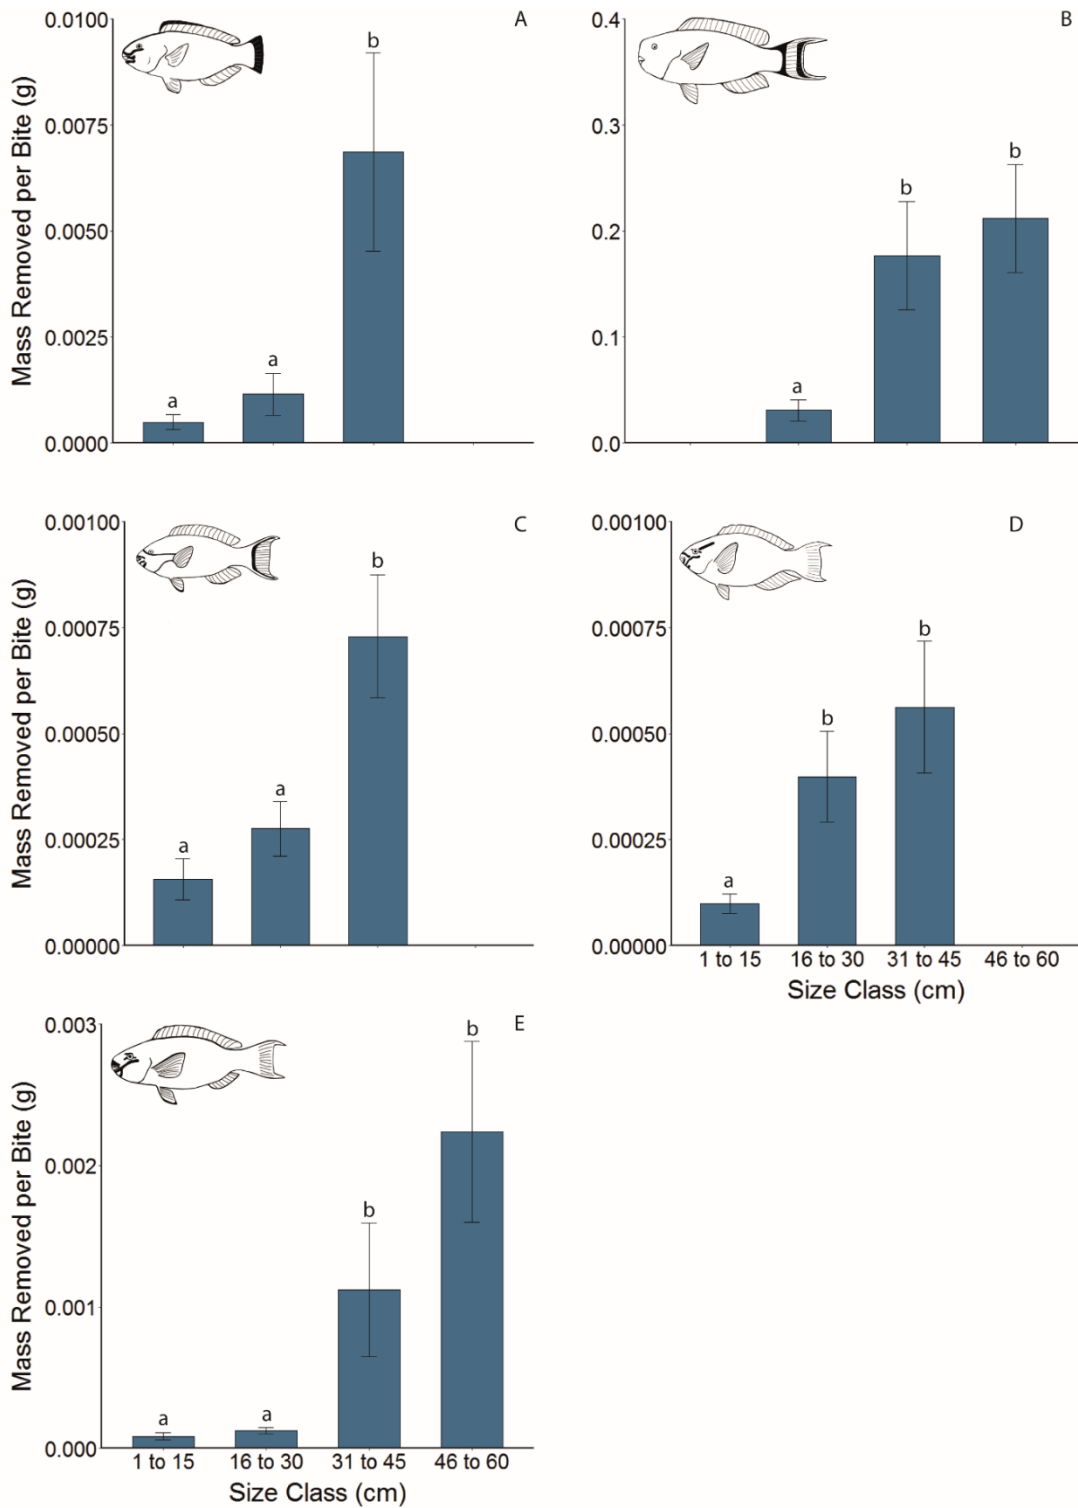 A
Mass Removed per Bite (g)
0.0100
0.0075
0.0050
0.0025
0.0000
a
a
b
B
0.4
0.3
0.2
0.1
0.0
a
b
b
C
Mass Removed per Bite (g)
0.00100
0.00075
0.00050
0.00025
0.00000
a
a
b
D
0.00100
0.00075
0.00050
0.00025
0.00000
a
b
b
1 to 15 16 to 30 31 to 45 46 to 60
Size Class (cm)
E
Mass Removed per Bite (g)
0.003
0.002
0.001
0.000
a
a
b
b
1 to 15 16 to 30 31 to 45 46 to 60
Size Class (cm)